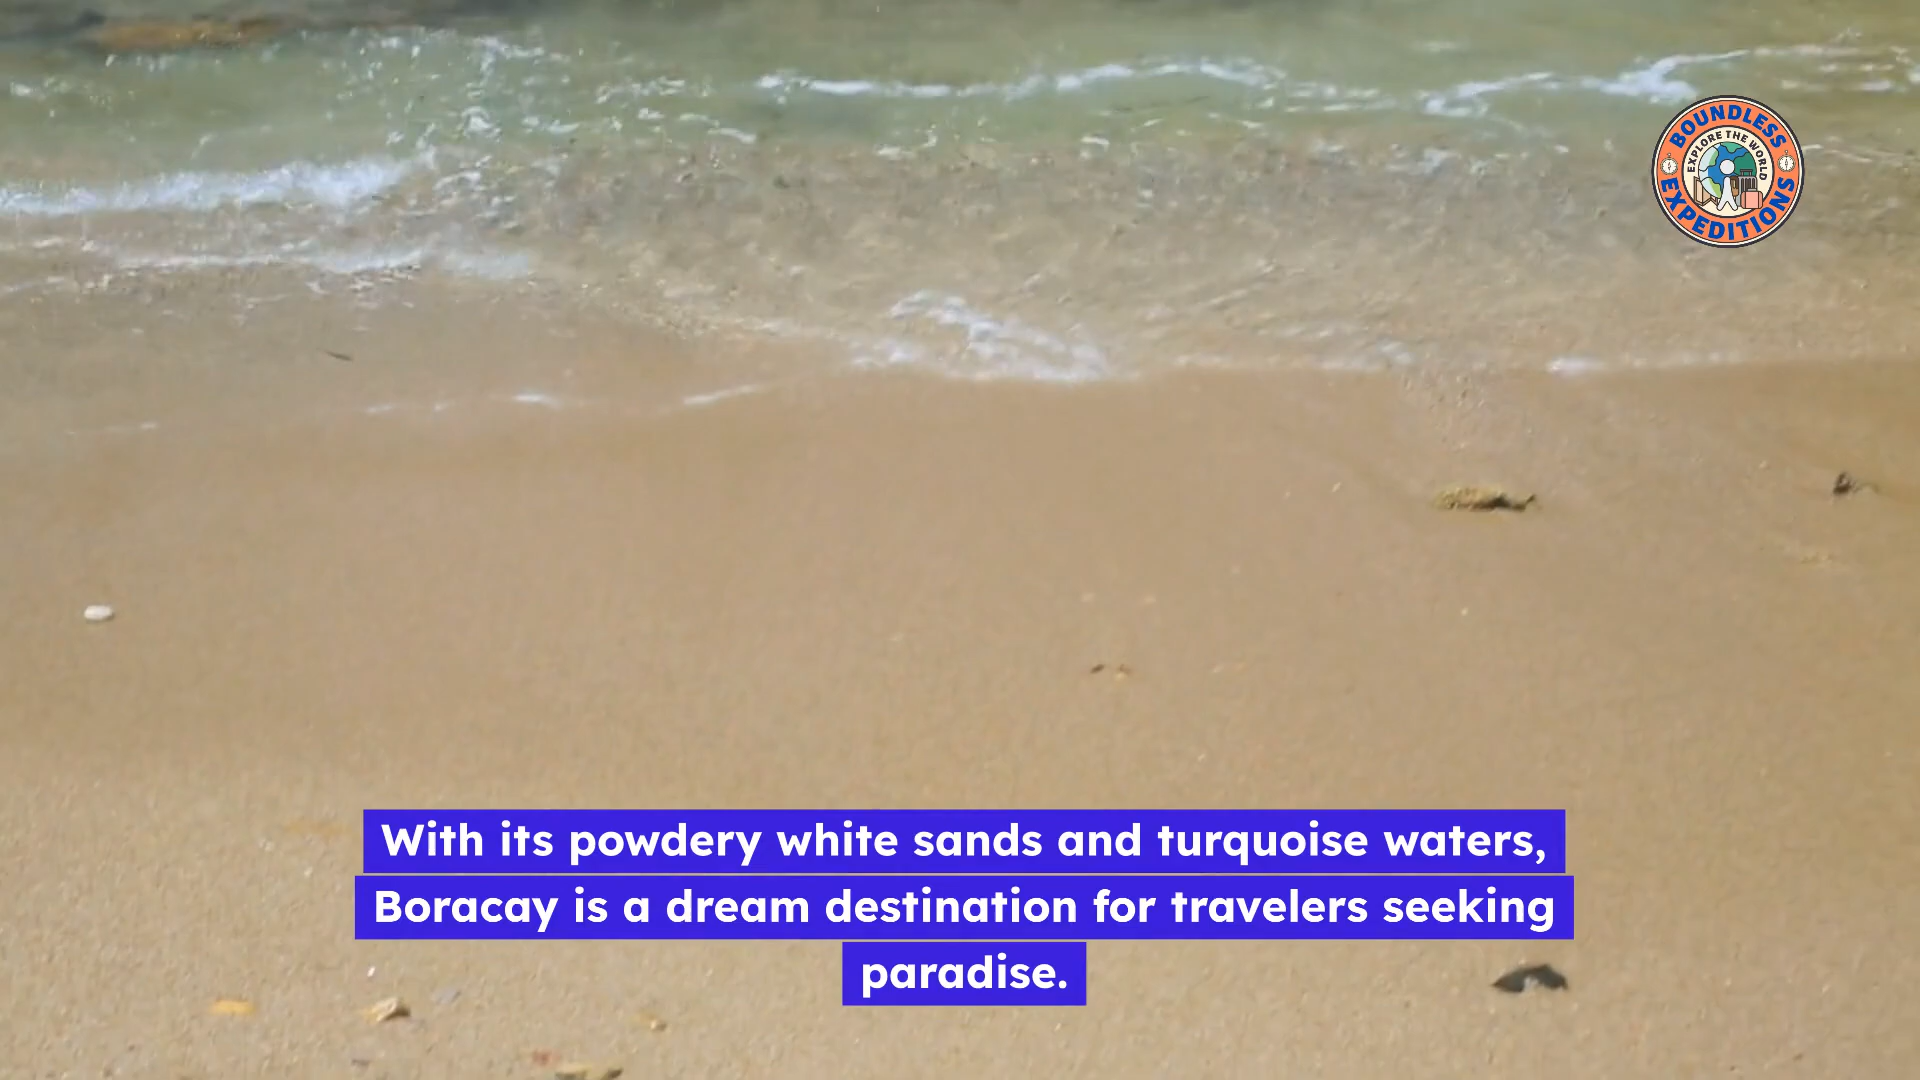 BOUNDLESS
EXPLORE THE WORLD
EXPEDITIONS
With its powdery white sands and turquoise waters,
Boracay is a dream destination for travelers seeking
paradise.